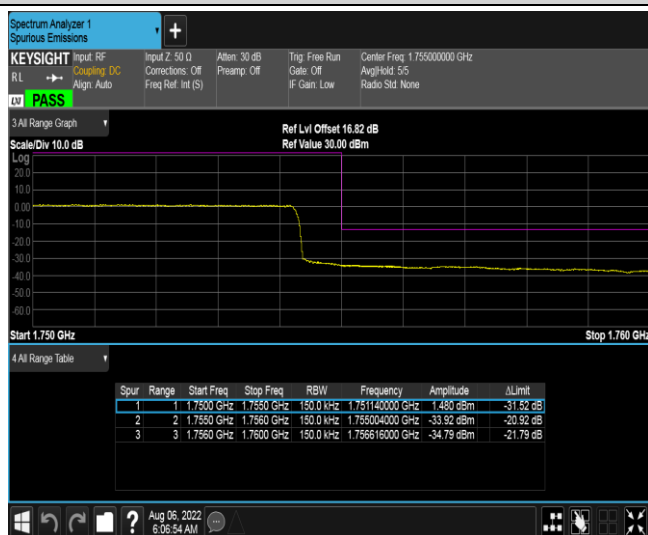 Spectrum Analyzer 1
Spurious Emissions
KEYSIGHT Input: RF Input Z: 50 Ω Atten: 30 dB Trig: Free Run Center Freq: 1.755000000 GHz
R L Coupling: DC Corrections: Off Preamp: Off Gate: Off Avg|Hold: 5/5
Align: Auto Freq Ref: Int (S) IF Gain: Low Radio Std: None
LXI PASS
3 All Range Graph
Ref Lvl Offset 16.82 dB
Scale/Div 10.0 dB Ref Value 30.00 dBm
Log
20.0
10.0
0.00
-10.0
-20.0
-30.0
-40.0
-50.0
-60.0
Start 1.750 GHz Stop 1.760 GHz
4 All Range Table
Spur Range Start Freq Stop Freq RBW Frequency Amplitude ΔLimit
1 1 1.7500 GHz 1.7550 GHz 150.0 kHz 1.751140000 GHz 1.480 dBm -31.52 dB
2 2 1.7550 GHz 1.7560 GHz 150.0 kHz 1.755004000 GHz -33.92 dBm -20.92 dB
3 3 1.7560 GHz 1.7600 GHz 150.0 kHz 1.756616000 GHz -34.79 dBm -21.79 dB
? Aug 06, 2022
6:06:54 AM